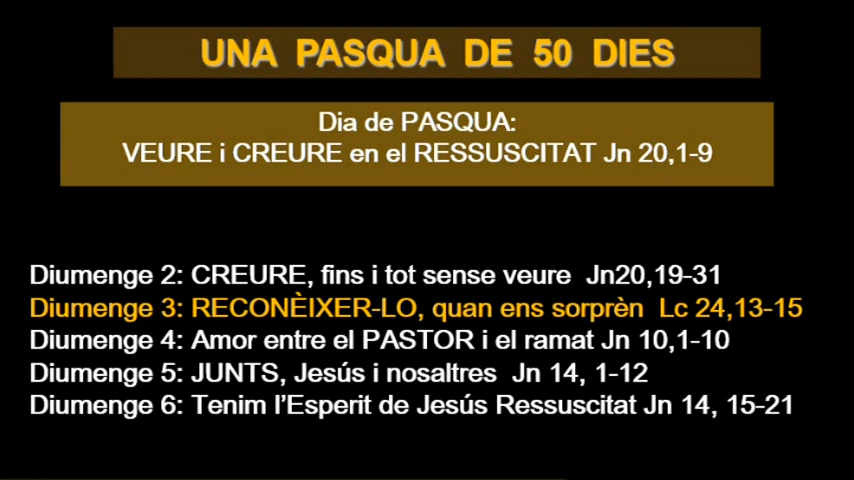 UNA PASQUA DE 50 DIES
Dia de PASQUA:
VEURE i CREURE en el RESSUSCITAT Jn 20,1-9
Diumenge 2: CREURE, fins i tot sense veure Jn20,19-31
Diumenge 3: RECONÈIXER-LO, quan ens sorprèn Lc 24,13-15
Diumenge 4: Amor entre el PASTOR i el ramat Jn 10,1-10
Diumenge 5: JUNTS, Jesús i nosaltres Jn 14, 1-12
Diumenge 6: Tenim l’Esperit de Jesús Ressuscitat Jn 14, 15-21